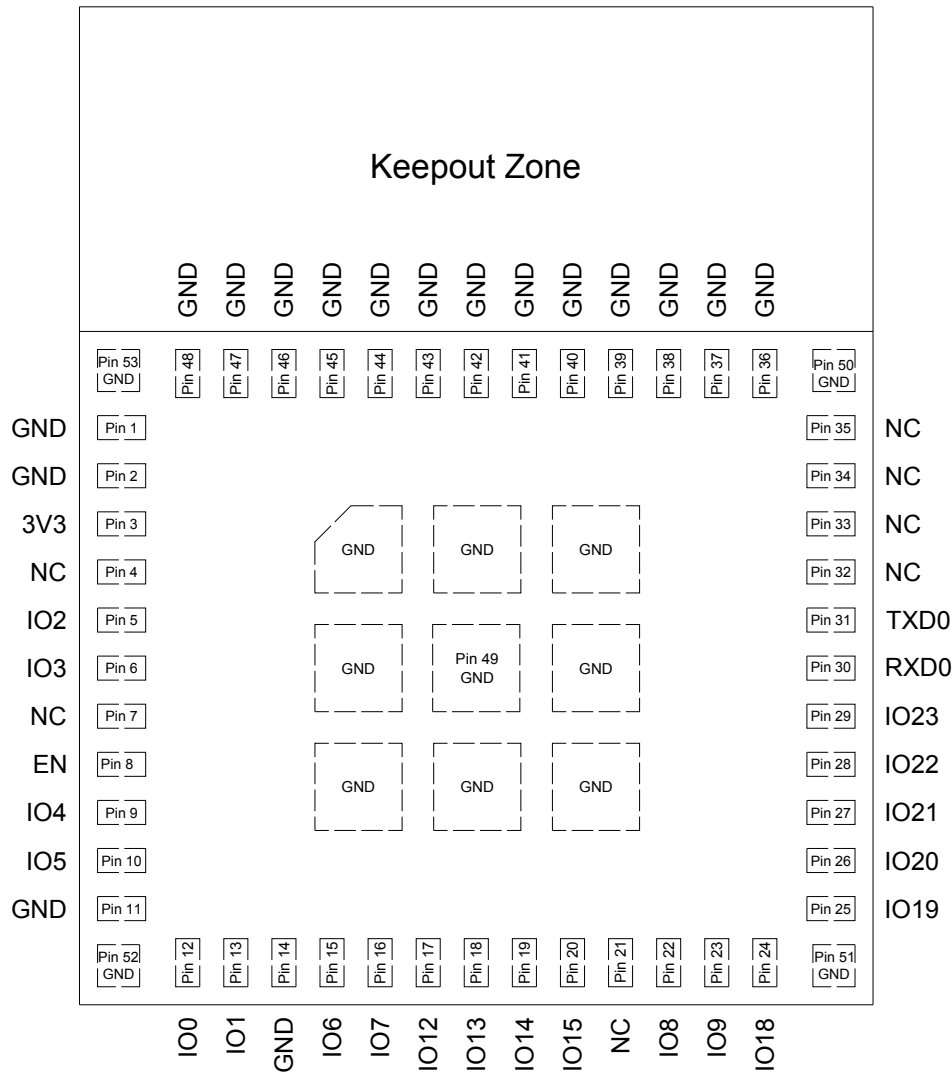 Keepout Zone
GND GND GND GND GND GND GND GND GND GND GND GND GND
Pin 53 GND
Pin 48 Pin 47 Pin 46 Pin 45 Pin 44 Pin 43 Pin 42 Pin 41 Pin 40 Pin 39 Pin 38 Pin 37 Pin 36
Pin 50 GND
GND Pin 1 Pin 35 NC
GND Pin 2 Pin 34 NC
3V3 Pin 3 Pin 33 NC
GND GND GND
NC Pin 4 Pin 32 NC
IO2 Pin 5 Pin 31 TXD0
IO3 Pin 6 GND Pin 49 GND GND Pin 30 RXD0
NC Pin 7 Pin 29 IO23
EN Pin 8 Pin 28 IO22
GND GND GND
IO4 Pin 9 Pin 27 IO21
IO5 Pin 10 Pin 26 IO20
GND Pin 11 Pin 25 IO19
Pin 52 GND
Pin 12 Pin 13 Pin 14 Pin 15 Pin 16 Pin 17 Pin 18 Pin 19 Pin 20 Pin 21 Pin 22 Pin 23 Pin 24
Pin 51 GND
IO0 IO1 GND IO6 IO7 IO12 IO13 IO14 IO15 NC IO8 IO9 IO18